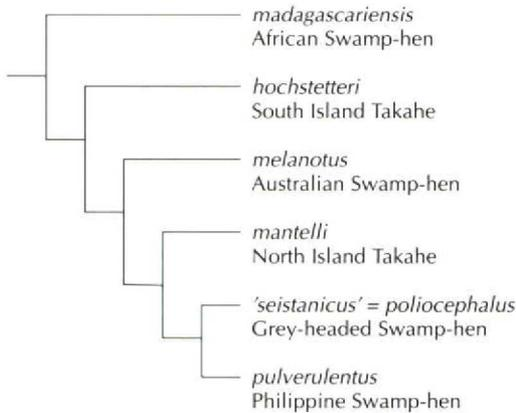 madagascariensis
African Swamp-hen
hochstetteri
South Island Takahe
melanotus
Australian Swamp-hen
mantelli
North Island Takahe
'seistanicus' = poliocephalus
Grey-headed Swamp-hen
pulverulentus
Philippine Swamp-hen